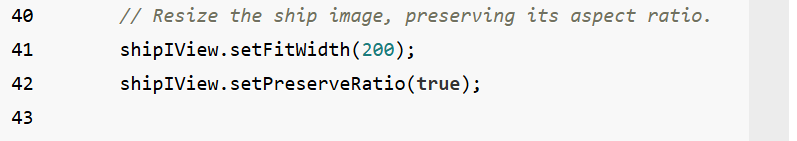 40 // Resize the ship image, preserving its aspect ratio.
41 shipIView.setFitWidth(200);
42 shipIView.setPreserveRatio(true);
43